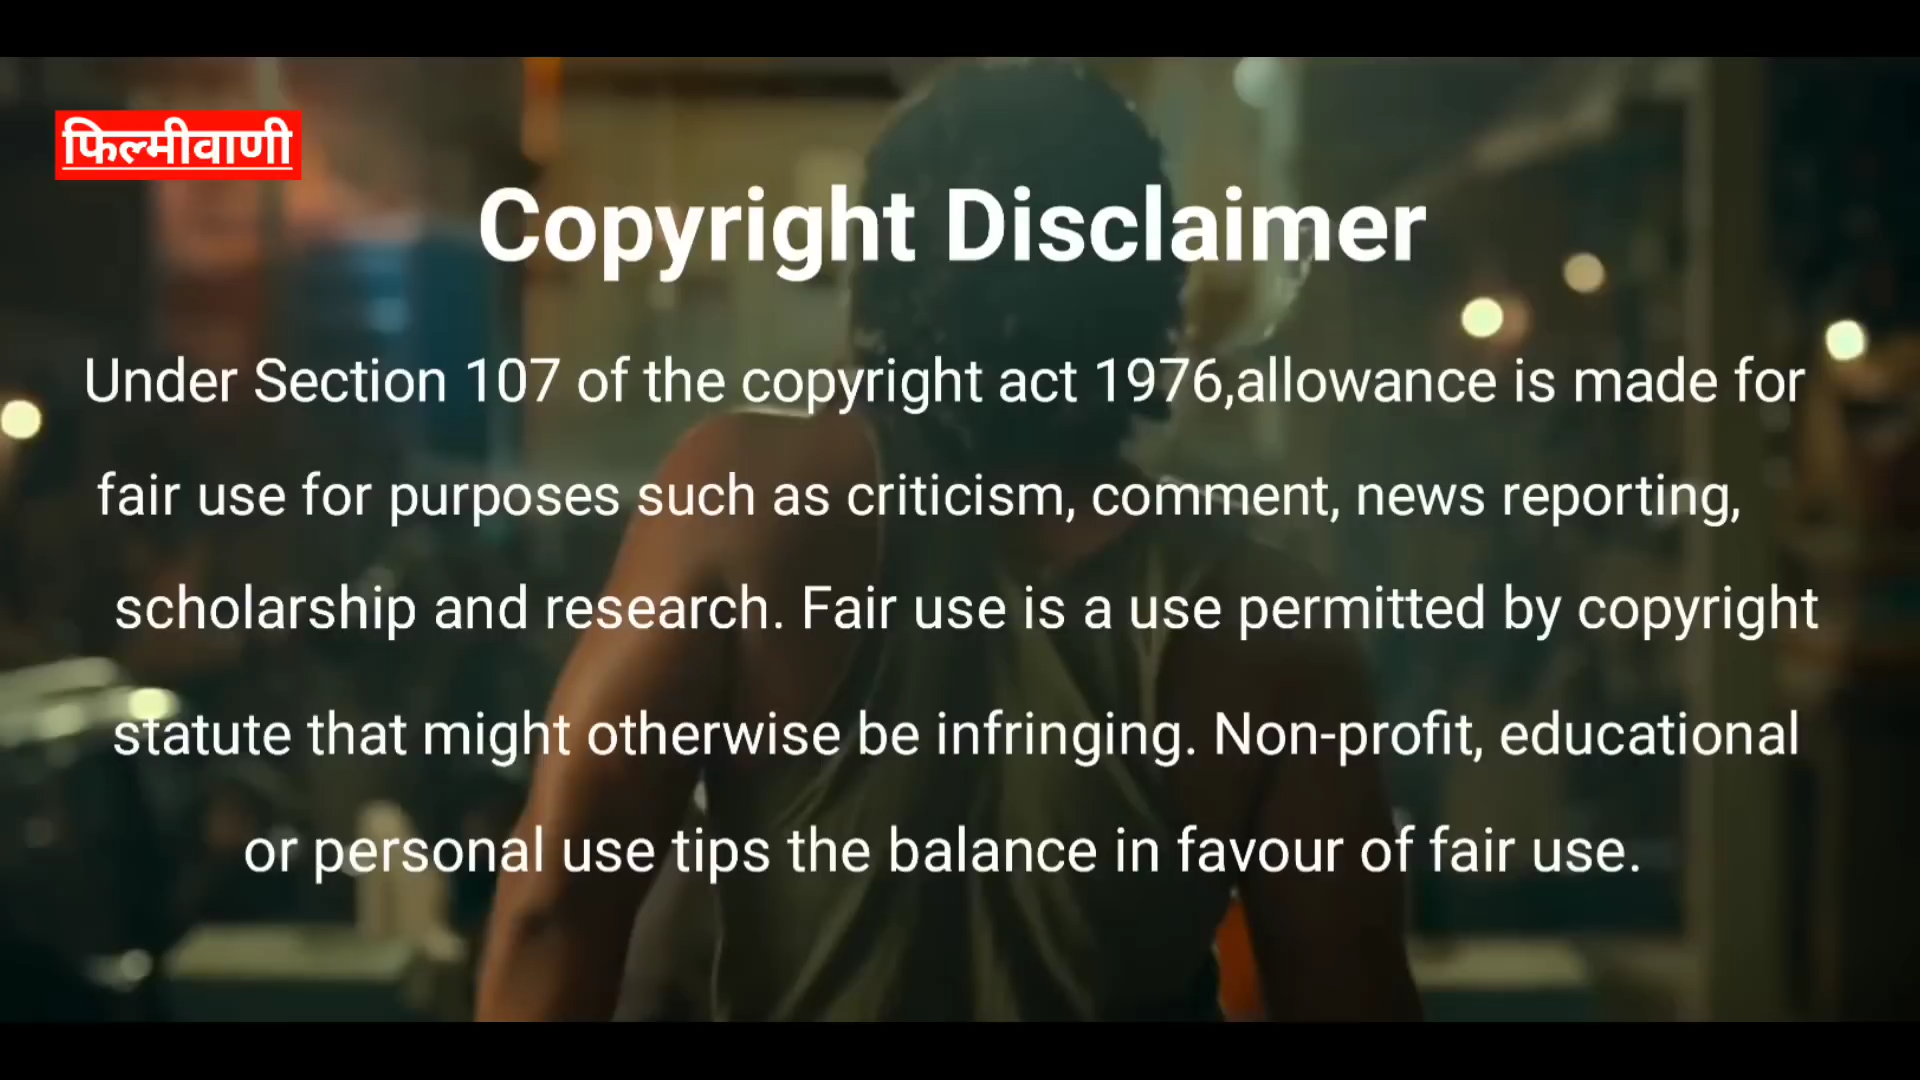 फिल्मीवाणी
Copyright Disclaimer
Under Section 107 of the copyright act 1976,allowance is made for
fair use for purposes such as criticism, comment, news reporting,
scholarship and research. Fair use is a use permitted by copyright
statute that might otherwise be infringing. Non-profit, educational
or personal use tips the balance in favour of fair use.